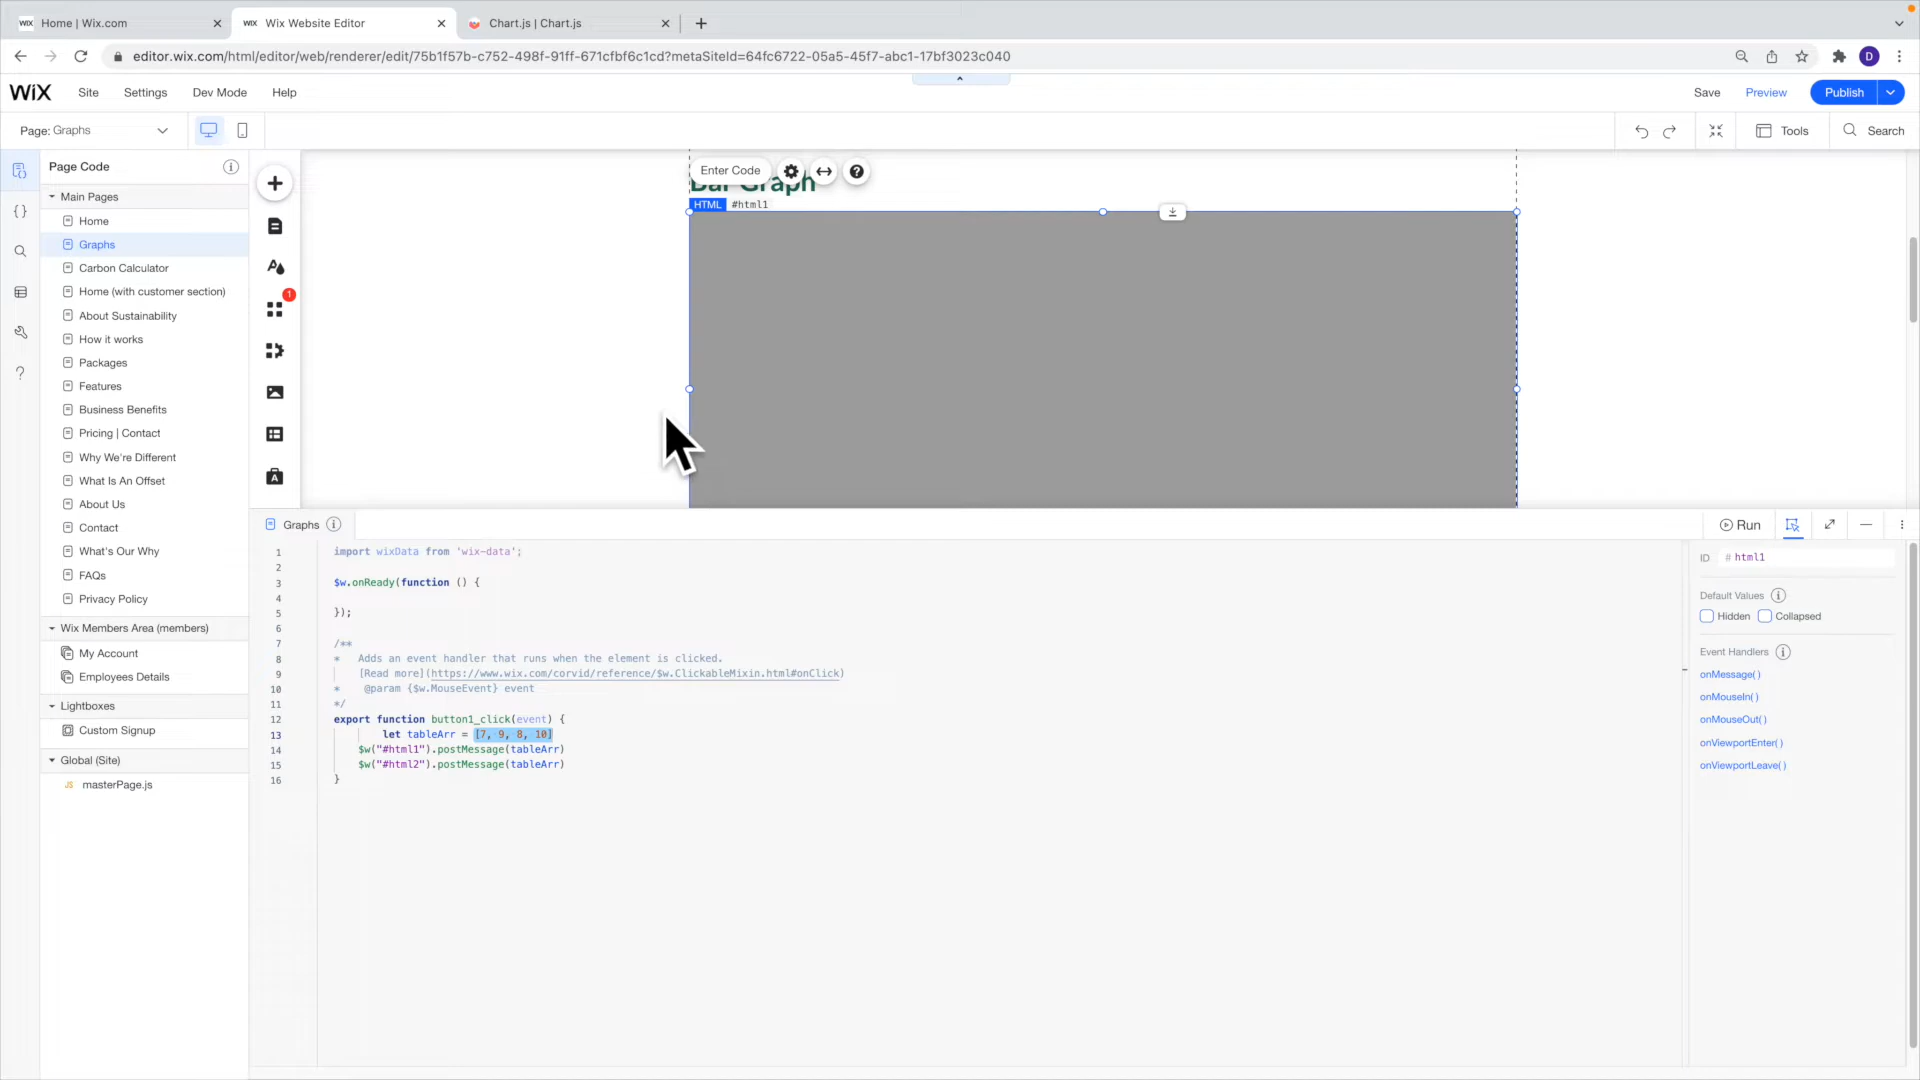 WIX Home | Wix.com
WIX Wix Website Editor
Chart.js | Chart.js
editor.wix.com/html/editor/web/renderer/edit/75b1f57b-c752-498f-91ff-671cfbf6c1cd?metaSiteId=64fc6722-05a5-45f7-abc1-17bf3023c040
D
WIX Site Settings Dev Mode Help
Save Preview Publish
Page: Graphs
Tools Search
Page Code
Main Pages
Home
Graphs
Carbon Calculator
Home (with customer section)
About Sustainability
How it works
Packages
Features
Business Benefits
Pricing | Contact
Why We're Different
What Is An Offset
About Us
Contact
What's Our Why
FAQs
Privacy Policy
Wix Members Area (members)
My Account
Employees Details
Lightboxes
Custom Signup
Global (Site)
JS masterPage.js
1
A
Enter Code
Bar Graph
HTML #html1
Graphs
Run
1 import wixData from 'wix-data';
2
3 $w.onReady(function () {
4
5 });
6
7 /**
8 * Adds an event handler that runs when the element is clicked.
9 [Read more](https://www.wix.com/corvid/reference/$w.ClickableMixin.html#onClick)
10 * @param {$w.MouseEvent} event
11 */
12 export function button1_click(event) {
13 let tableArr = [7, 9, 8, 10]
14 $w("#html1").postMessage(tableArr)
15 $w("#html2").postMessage(tableArr)
16 }
ID # html1
Default Values
Hidden Collapsed
Event Handlers
onMessage()
onMouseIn()
onMouseOut()
onViewportEnter()
onViewportLeave()